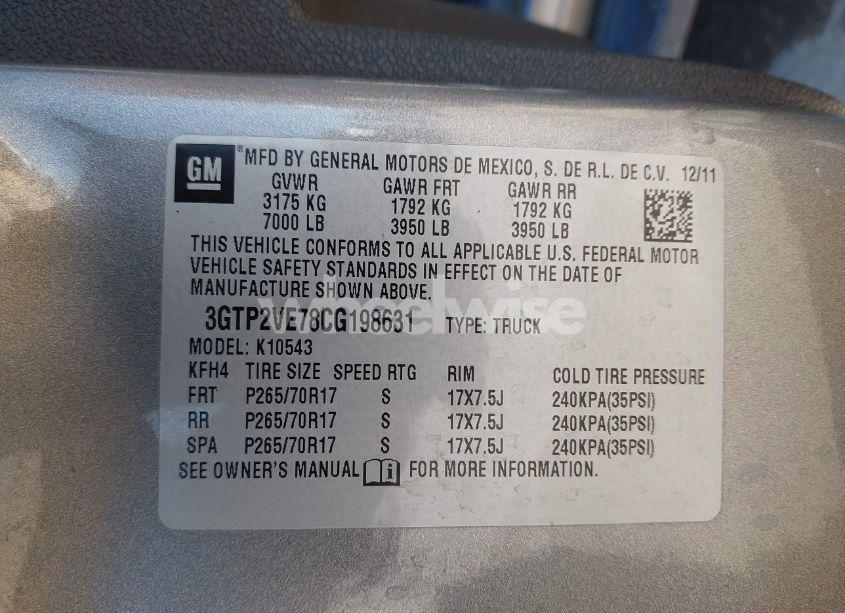 GM ® MFD BY GENERAL MOTORS DE MEXICO, S. DE R.L. DE C.V. 12/11
GVWR GAWR FRT GAWR RR
3175 KG 1792 KG 1792 KG
7000 LB 3950 LB 3950 LB
THIS VEHICLE CONFORMS TO ALL APPLICABLE U.S. FEDERAL MOTOR
VEHICLE SAFETY STANDARDS IN EFFECT ON THE DATE OF
MANUFACTURE SHOWN ABOVE.
wheelwise
3GTP2VE78CG198631 TYPE: TRUCK
MODEL: K10543
KFH4 TIRE SIZE SPEED RTG RIM COLD TIRE PRESSURE
FRT P265/70R17 S 17X7.5J 240KPA(35PSI)
RR P265/70R17 S 17X7.5J 240KPA(35PSI)
SPA P265/70R17 S 17X7.5J 240KPA(35PSI)
SEE OWNER'S MANUAL FOR MORE INFORMATION.